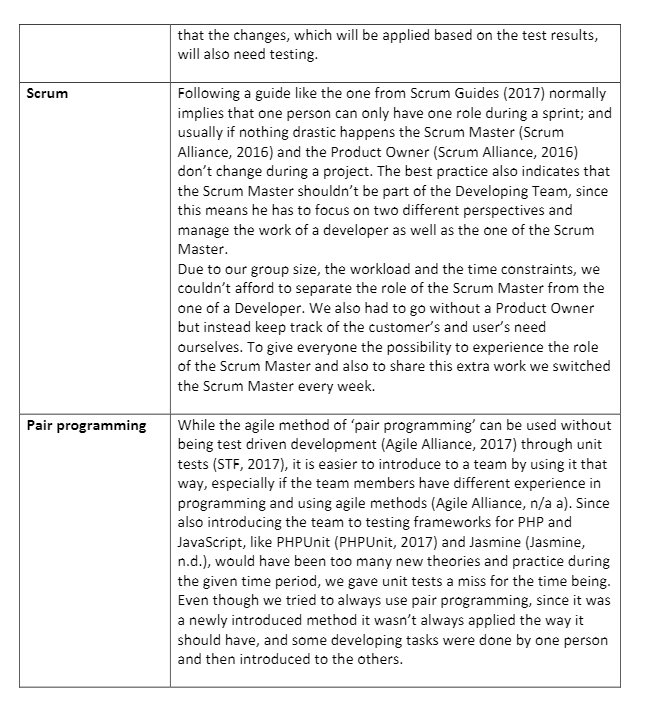 that the changes, which will be applied based on the test results,
will also need testing.
Scrum
Following a guide like the one from Scrum Guides (2017) normally
implies that one person can only have one role during a sprint; and
usually if nothing drastic happens the Scrum Master (Scrum
Alliance, 2016) and the Product Owner (Scrum Alliance, 2016)
don’t change during a project. The best practice also indicates that
the Scrum Master shouldn’t be part of the Developing Team, since
this means he has to focus on two different perspectives and
manage the work of a developer as well as the one of the Scrum
Master.
Due to our group size, the workload and the time constraints, we
couldn’t afford to separate the role of the Scrum Master from the
one of a Developer. We also had to go without a Product Owner
but instead keep track of the customer’s and user’s need
ourselves. To give everyone the possibility to experience the role
of the Scrum Master and also to share this extra work we switched
the Scrum Master every week.
Pair programming
While the agile method of ‘pair programming’ can be used without
being test driven development (Agile Alliance, 2017) through unit
tests (STF, 2017), it is easier to introduce to a team by using it that
way, especially if the team members have different experience in
programming and using agile methods (Agile Alliance, n/a a). Since
also introducing the team to testing frameworks for PHP and
JavaScript, like PHPUnit (PHPUnit, 2017) and Jasmine (Jasmine,
n.d.), would have been too many new theories and practice during
the given time period, we gave unit tests a miss for the time being.
Even though we tried to always use pair programming, since it was
a newly introduced method it wasn’t always applied the way it
should have, and some developing tasks were done by one person
and then introduced to the others.